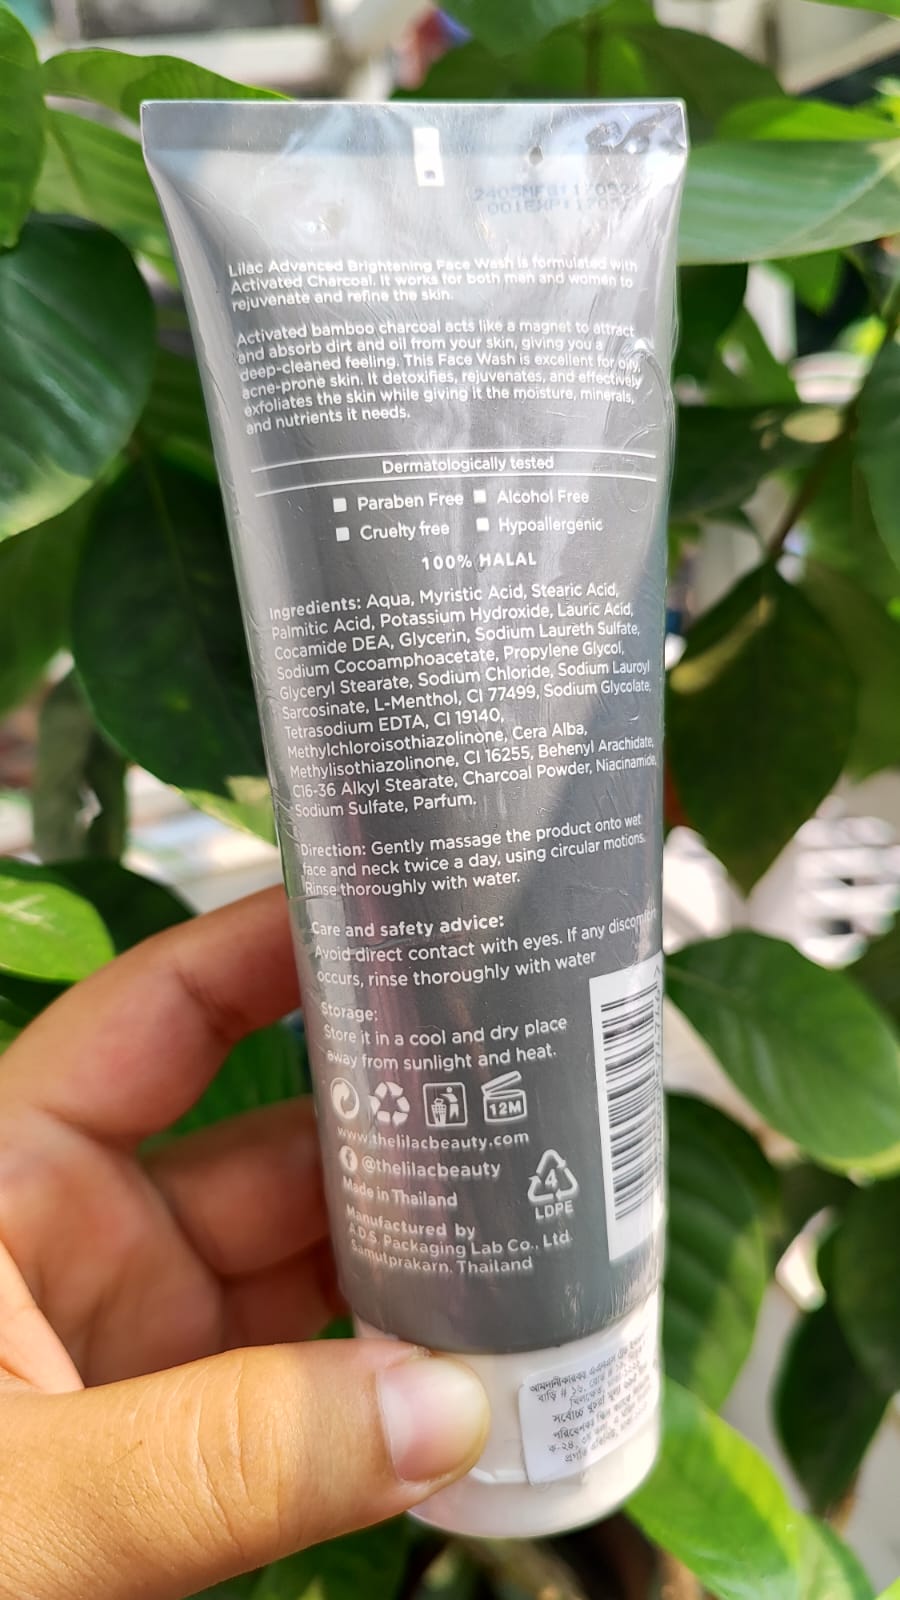 Lilac Advanced Brightening Face Wash is formulated with
Activated Charcoal. It works for both men and women to
rejuvenate and refine the skin.
Activated bamboo charcoal acts like a magnet to attract
and absorb dirt and oil from your skin, giving you a
deep-cleaned feeling. This Face Wash is excellent for oily,
acne-prone skin. It detoxifies, rejuvenates, and effectively
exfoliates the skin while giving it the moisture, minerals,
and nutrients it needs.
Dermatologically tested
Paraben Free Alcohol Free
Cruelty free Hypoallergenic
100% HALAL
Ingredients: Aqua, Myristic Acid, Stearic Acid,
Palmitic Acid, Potassium Hydroxide, Lauric Acid,
Cocamide DEA, Glycerin, Sodium Laureth Sulfate,
Sodium Cocoamphoacetate, Propylene Glycol,
Glyceryl Stearate, Sodium Chloride, Sodium Lauroyl
Sarcosinate, L-Menthol, CI 77499, Sodium Glycolate,
Tetrasodium EDTA, CI 19140,
Methylchloroisothiazolinone, Cera Alba,
Methylisothiazolinone, CI 16255, Behenyl Arachidate,
C16-36 Alkyl Stearate, Charcoal Powder, Niacinamide,
Sodium Sulfate, Parfum.
Direction: Gently massage the product onto wet
face and neck twice a day, using circular motions.
Rinse thoroughly with water.
Care and safety advice:
Avoid direct contact with eyes. If any discomfort
occurs, rinse thoroughly with water
Storage:
Store it in a cool and dry place
away from sunlight and heat.
12M
www.thelilacbeauty.com
@thelilacbeauty
Made in Thailand
4
LDPE
Manufactured by
A.D.S. Packaging Lab Co., Ltd.
Samutprakarn, Thailand
বাড়ি # ১৬, রোড #
সর্বোচ্চ খুচরা মূল্য